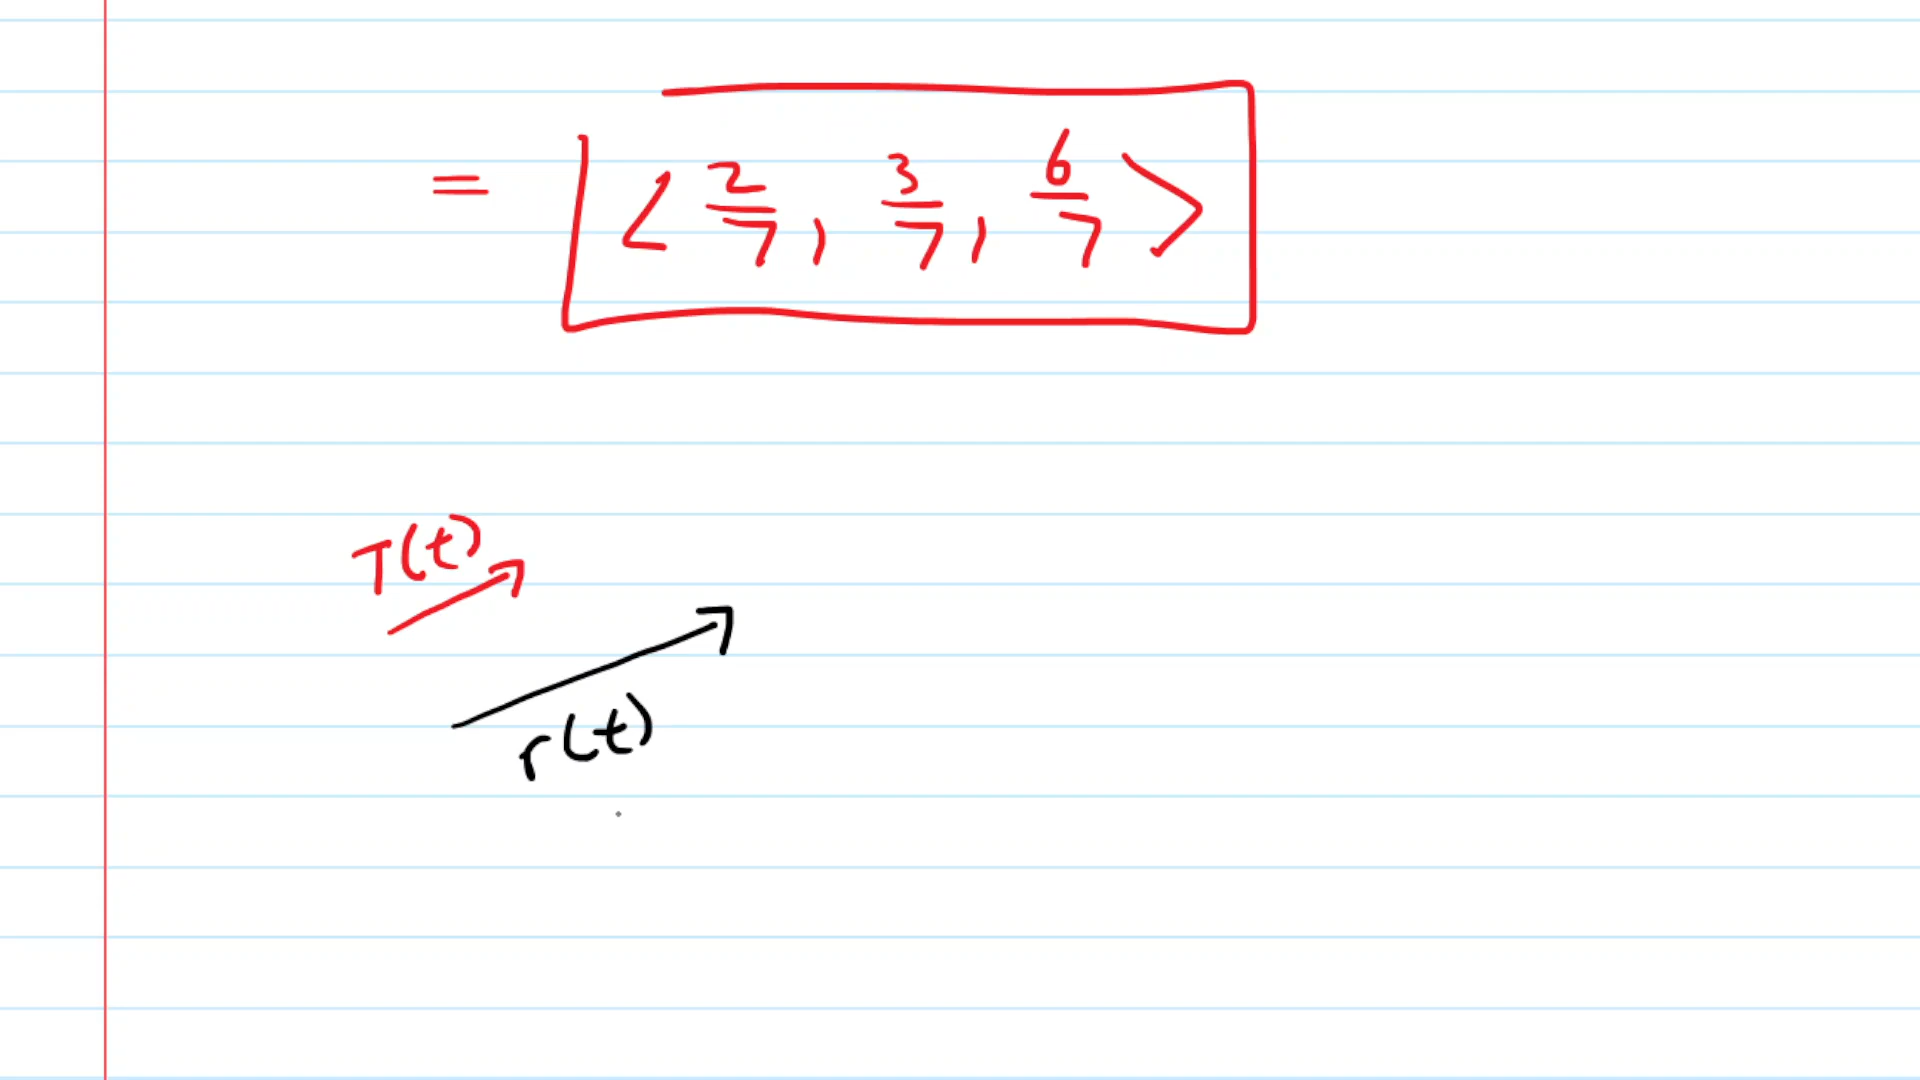 = ⟨ 2/7 , 3/7 , 6/7 ⟩
T(t)
r(t)